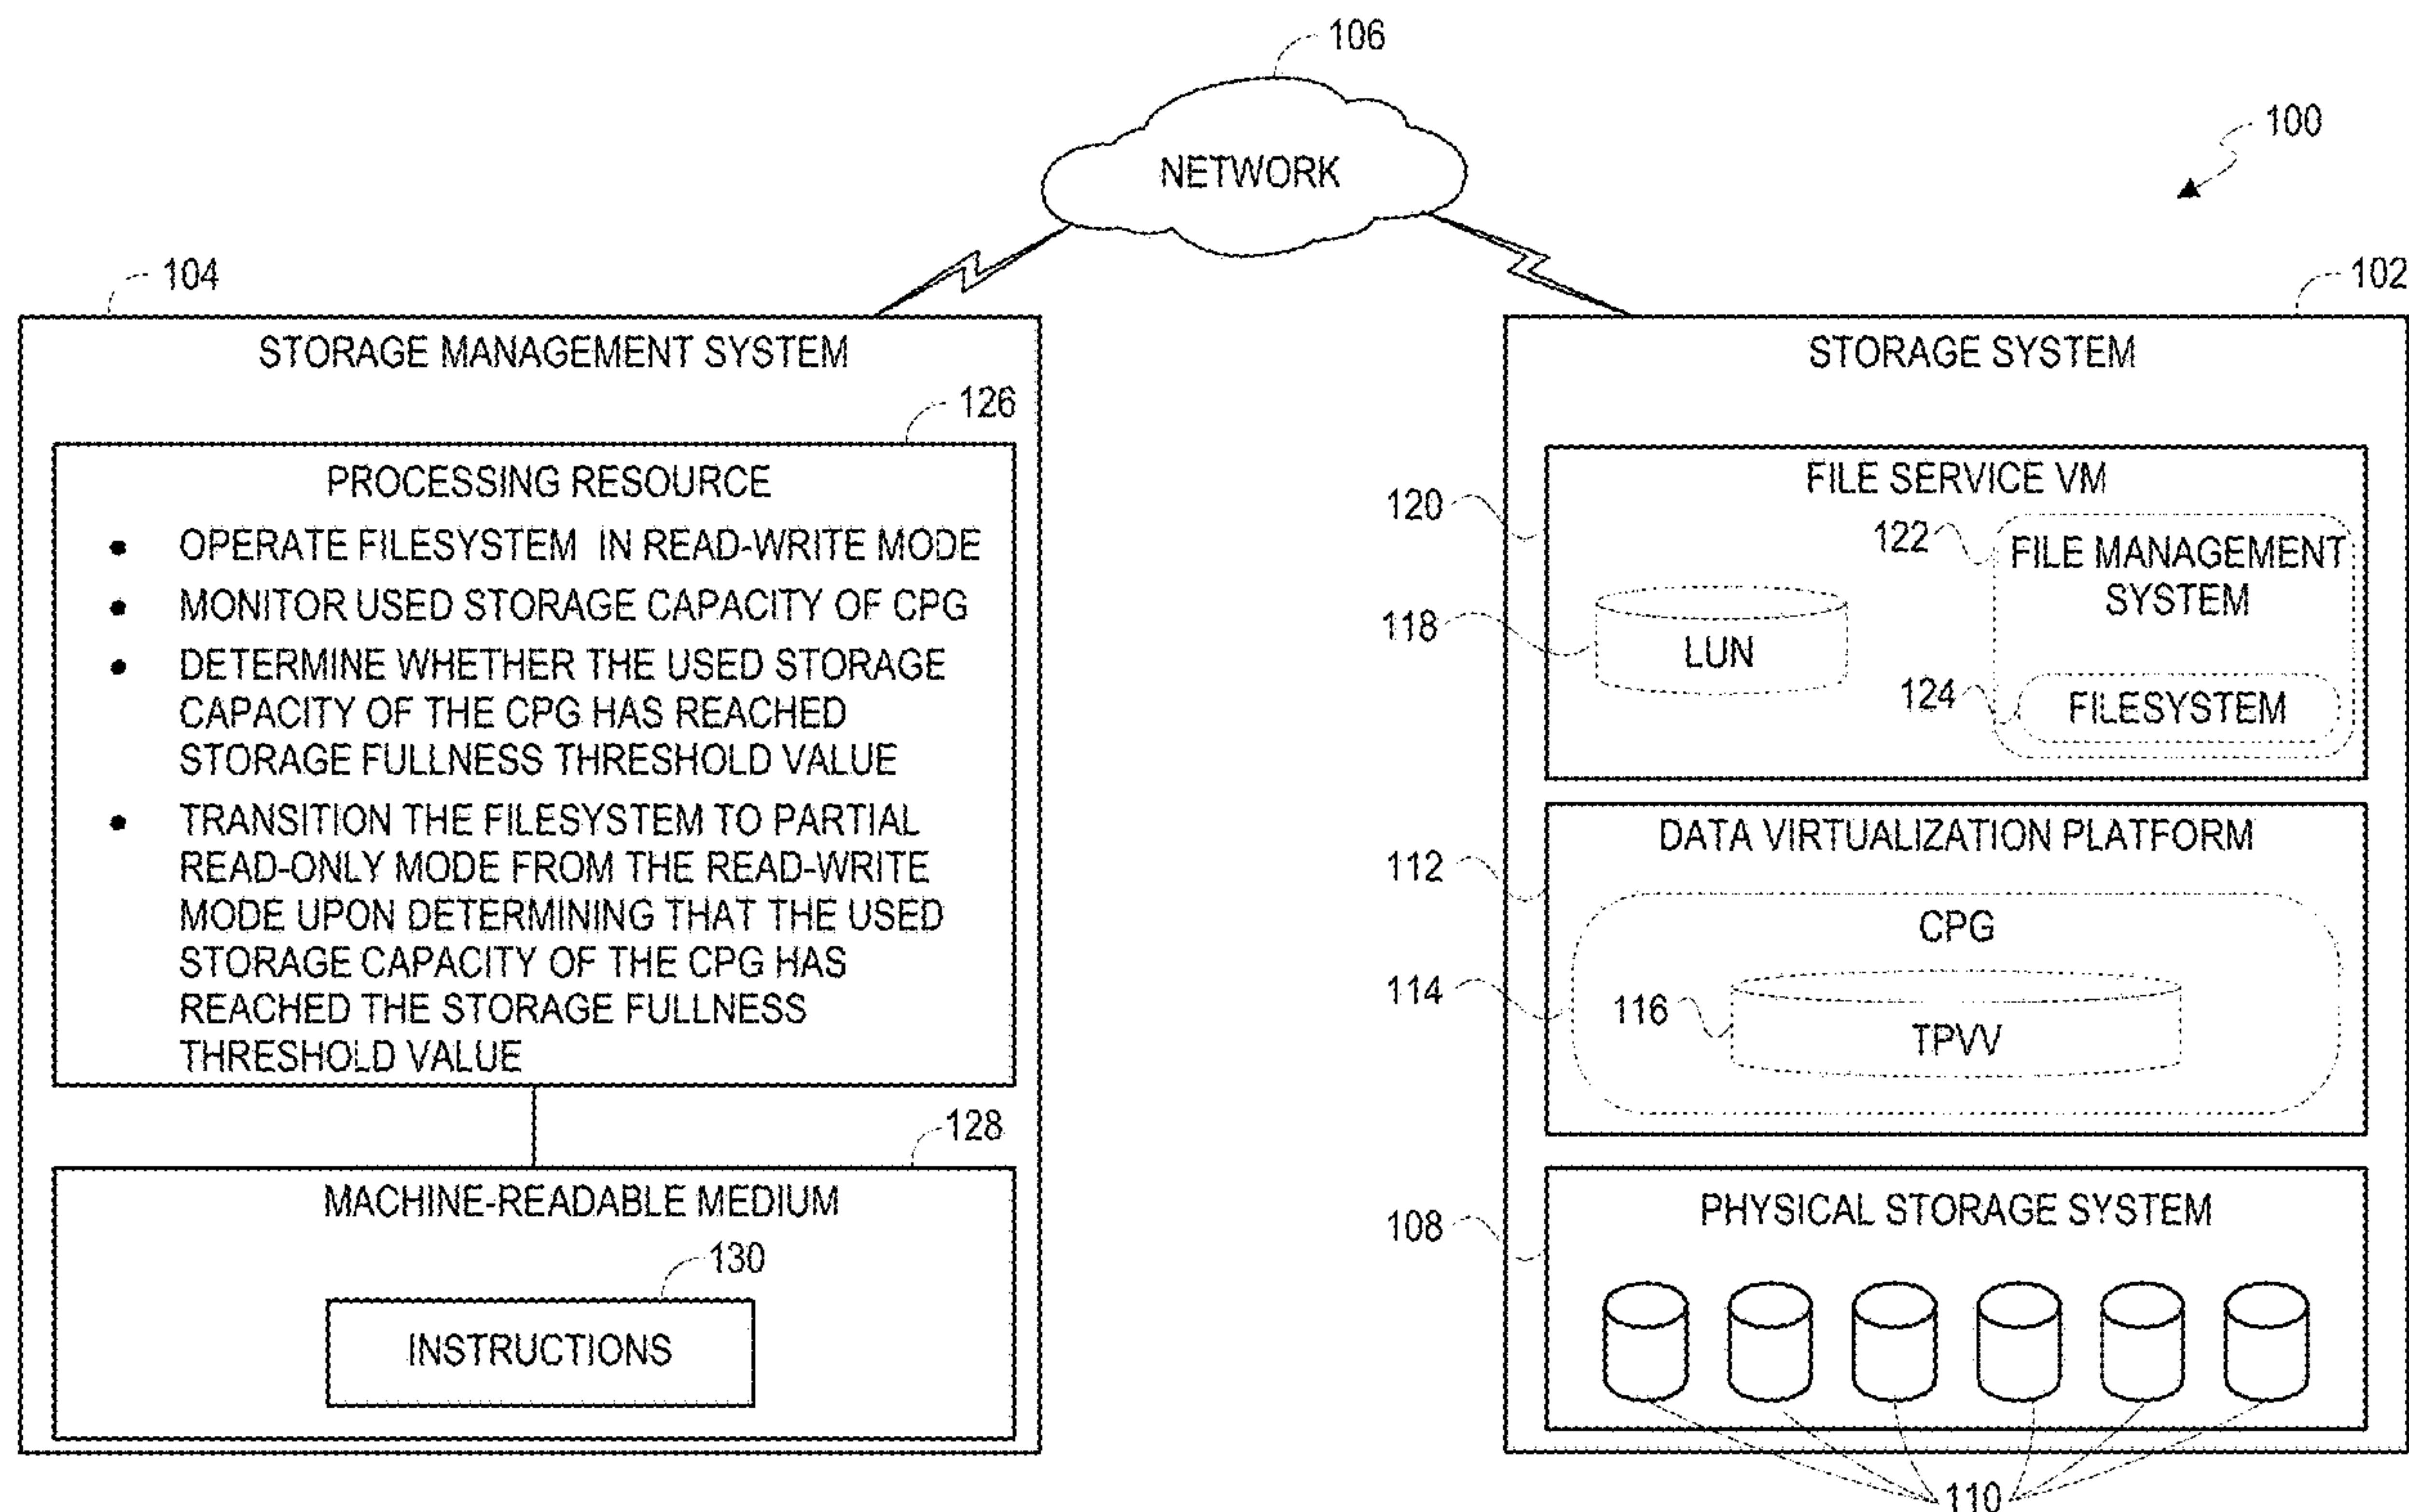 106
NETWORK
100
104
STORAGE MANAGEMENT SYSTEM
126
PROCESSING RESOURCE
• OPERATE FILESYSTEM IN READ-WRITE MODE
• MONITOR USED STORAGE CAPACITY OF CPG
• DETERMINE WHETHER THE USED STORAGE
CAPACITY OF THE CPG HAS REACHED
STORAGE FULLNESS THRESHOLD VALUE
• TRANSITION THE FILESYSTEM TO PARTIAL
READ-ONLY MODE FROM THE READ-WRITE
MODE UPON DETERMINING THAT THE USED
STORAGE CAPACITY OF THE CPG HAS
REACHED THE STORAGE FULLNESS
THRESHOLD VALUE
128
MACHINE-READABLE MEDIUM
130
INSTRUCTIONS
102
STORAGE SYSTEM
120
FILE SERVICE VM
122
FILE MANAGEMENT
SYSTEM
118
LUN
124
FILESYSTEM
112
DATA VIRTUALIZATION PLATFORM
114
CPG
116
TPVV
108
PHYSICAL STORAGE SYSTEM
110